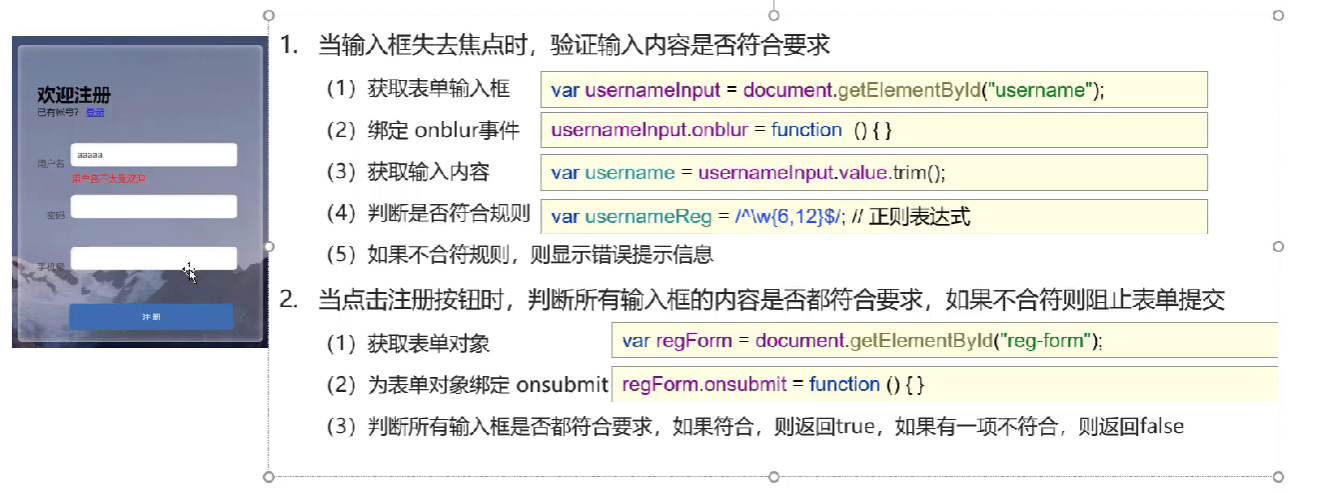 欢迎注册
已有帐号？ 登录
用户名 aaaaa
用户名不太受欢迎
密码
手机号
注册
1. 当输入框失去焦点时，验证输入内容是否符合要求
（1）获取表单输入框 var usernameInput = document.getElementById("username");
（2）绑定 onblur事件 usernameInput.onblur = function () { }
（3）获取输入内容 var username = usernameInput.value.trim();
（4）判断是否符合规则 var usernameReg = /^\w{6,12}$/; // 正则表达式
（5）如果不合符规则，则显示错误提示信息
2. 当点击注册按钮时，判断所有输入框的内容是否都符合要求，如果不合符则阻止表单提交
（1）获取表单对象 var regForm = document.getElementById("reg-form");
（2）为表单对象绑定 onsubmit regForm.onsubmit = function () { }
（3）判断所有输入框是否都符合要求，如果符合，则返回true，如果有一项不符合，则返回false